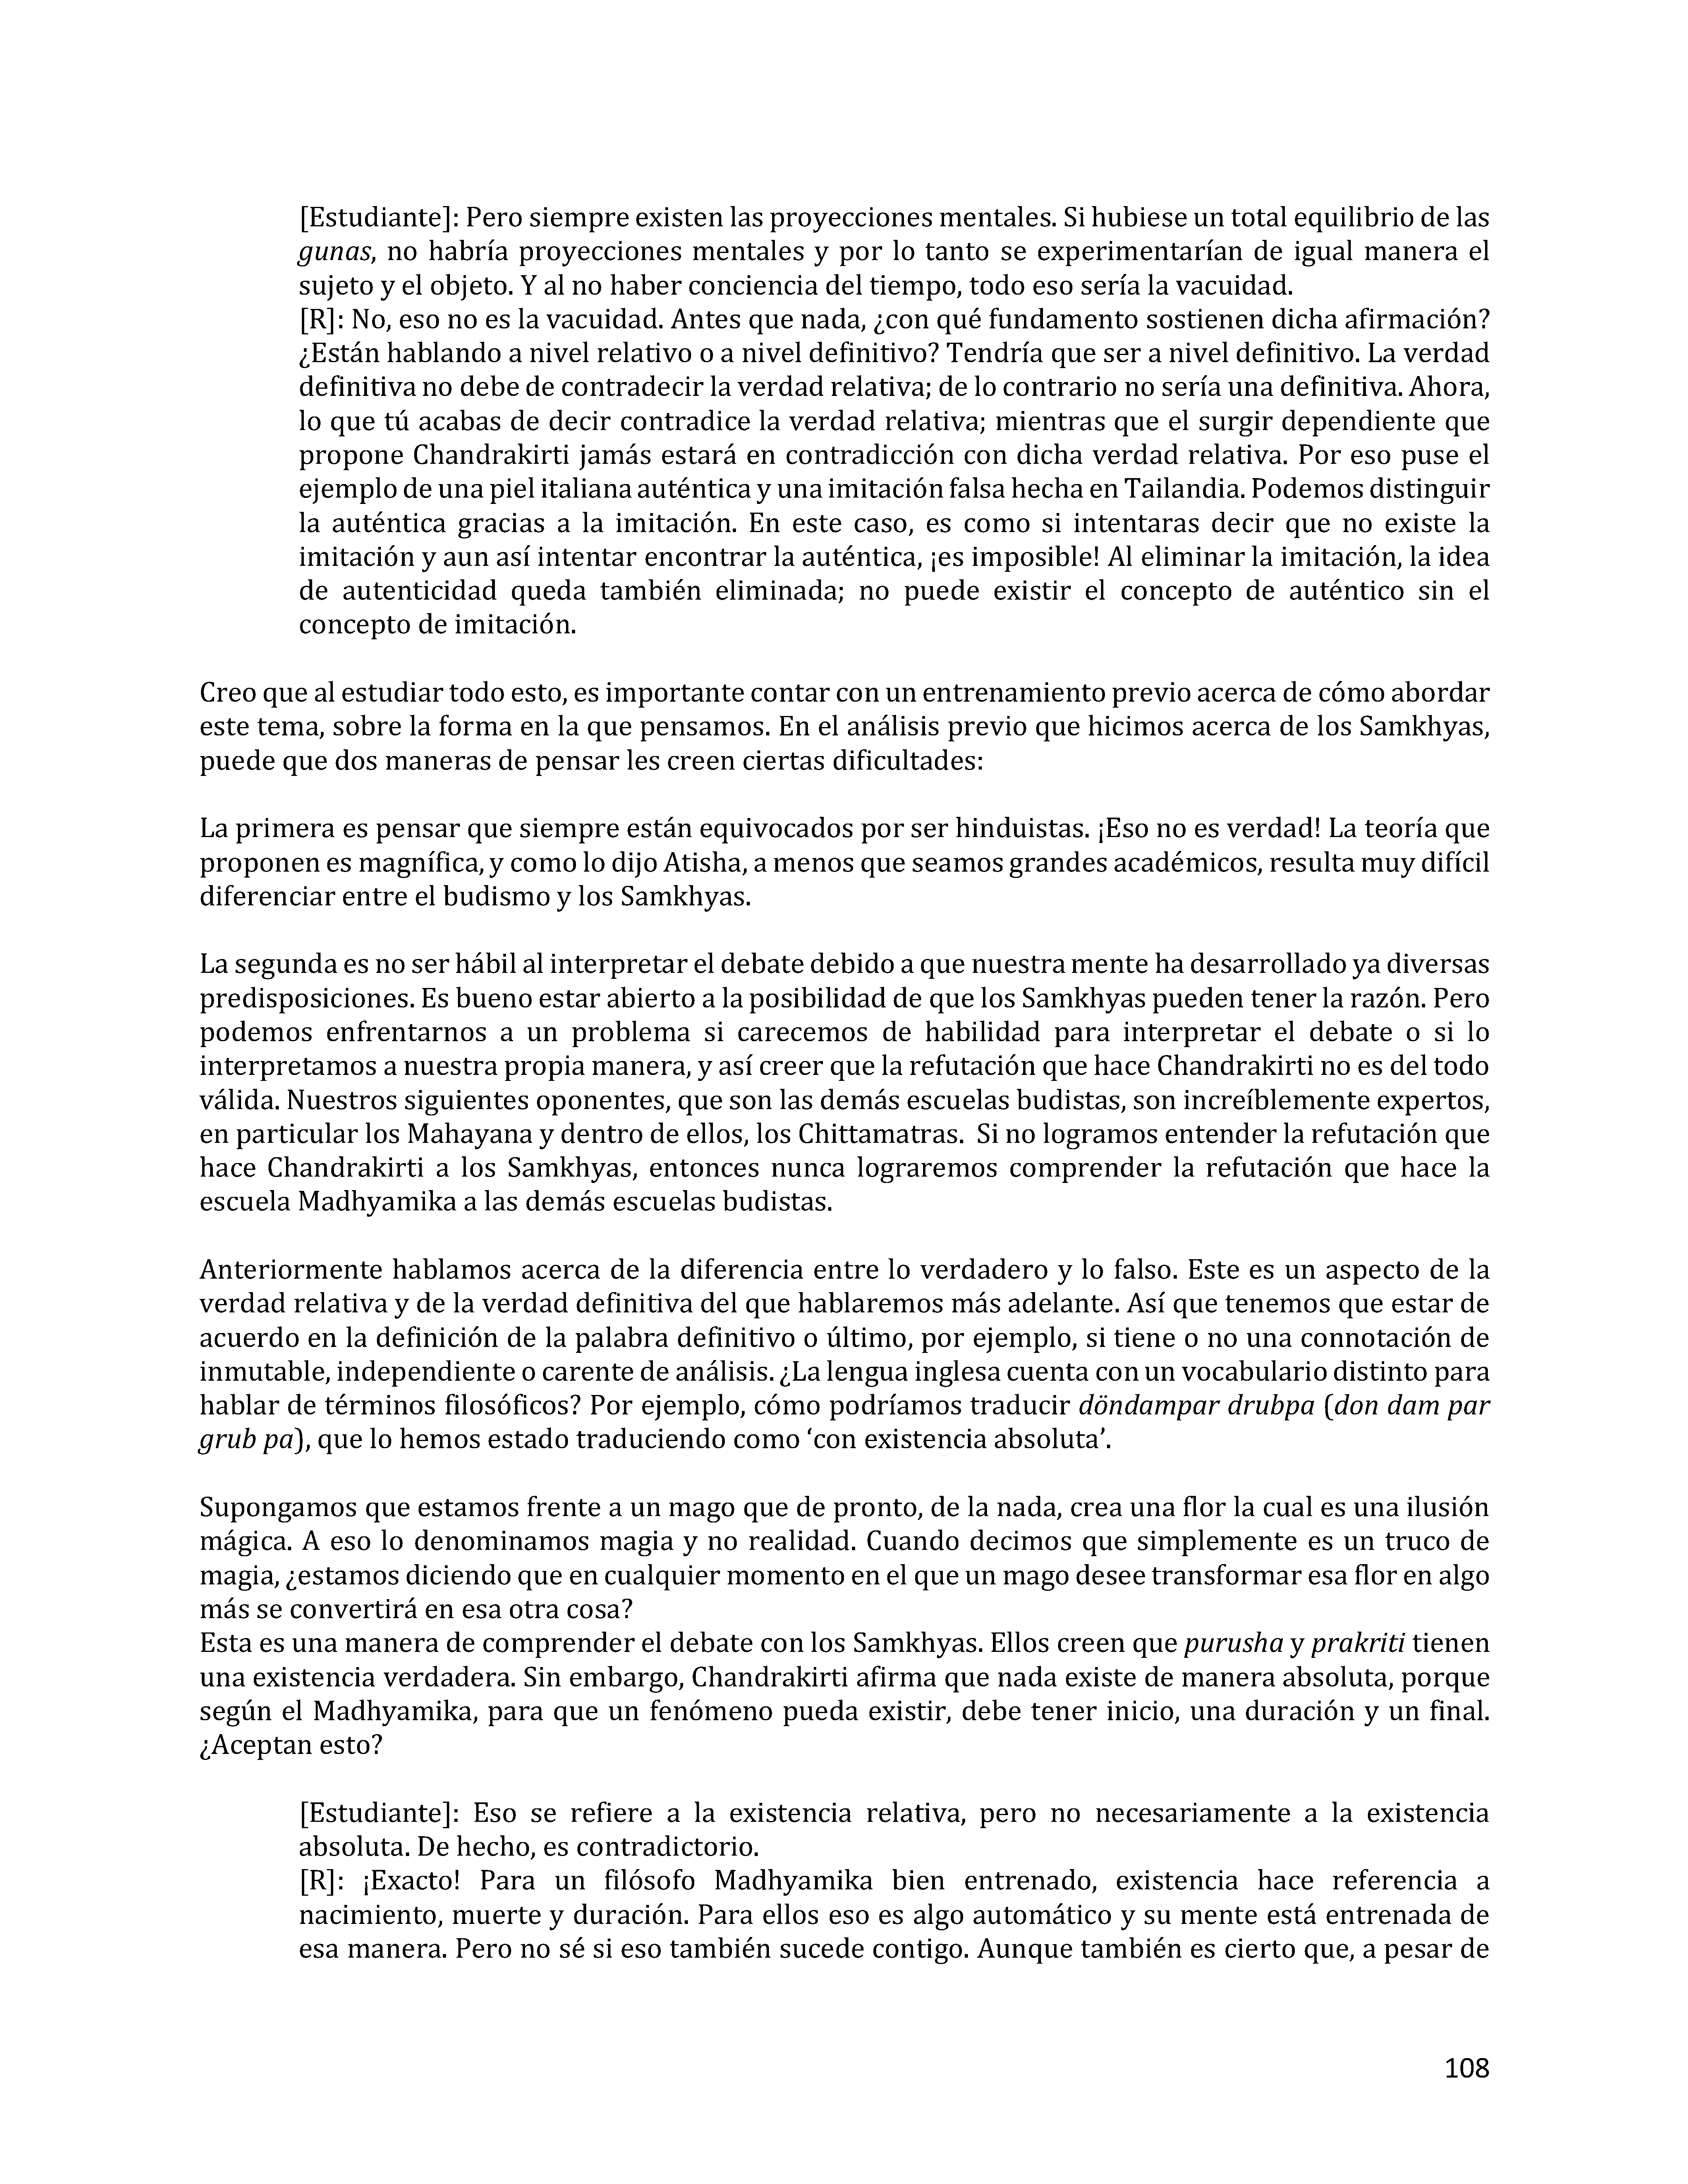 [Estudiante]: Pero siempre existen las proyecciones mentales. Si hubiese un total equilibrio de las
gunas, no habría proyecciones mentales y por lo tanto se experimentarían de igual manera el
sujeto y el objeto. Y al no haber conciencia del tiempo, todo eso sería la vacuidad.
[R]: No, eso no es la vacuidad. Antes que nada, ¿con qué fundamento sostienen dicha afirmación?
¿Están hablando a nivel relativo o a nivel definitivo? Tendría que ser a nivel definitivo. La verdad
definitiva no debe de contradecir la verdad relativa; de lo contrario no sería una definitiva. Ahora,
lo que tú acabas de decir contradice la verdad relativa; mientras que el surgir dependiente que
propone Chandrakirti jamás estará en contradicción con dicha verdad relativa. Por eso puse el
ejemplo de una piel italiana auténtica y una imitación falsa hecha en Tailandia. Podemos distinguir
la auténtica gracias a la imitación. En este caso, es como si intentaras decir que no existe la
imitación y aun así intentar encontrar la auténtica, ¡es imposible! Al eliminar la imitación, la idea
de autenticidad queda también eliminada; no puede existir el concepto de auténtico sin el
concepto de imitación.
Creo que al estudiar todo esto, es importante contar con un entrenamiento previo acerca de cómo abordar
este tema, sobre la forma en la que pensamos. En el análisis previo que hicimos acerca de los Samkhyas,
puede que dos maneras de pensar les creen ciertas dificultades:
La primera es pensar que siempre están equivocados por ser hinduistas. ¡Eso no es verdad! La teoría que
proponen es magnífica, y como lo dijo Atisha, a menos que seamos grandes académicos, resulta muy difícil
diferenciar entre el budismo y los Samkhyas.
La segunda es no ser hábil al interpretar el debate debido a que nuestra mente ha desarrollado ya diversas
predisposiciones. Es bueno estar abierto a la posibilidad de que los Samkhyas pueden tener la razón. Pero
podemos enfrentarnos a un problema si carecemos de habilidad para interpretar el debate o si lo
interpretamos a nuestra propia manera, y así creer que la refutación que hace Chandrakirti no es del todo
válida. Nuestros siguientes oponentes, que son las demás escuelas budistas, son increíblemente expertos,
en particular los Mahayana y dentro de ellos, los Chittamatras. Si no logramos entender la refutación que
hace Chandrakirti a los Samkhyas, entonces nunca lograremos comprender la refutación que hace la
escuela Madhyamika a las demás escuelas budistas.
Anteriormente hablamos acerca de la diferencia entre lo verdadero y lo falso. Este es un aspecto de la
verdad relativa y de la verdad definitiva del que hablaremos más adelante. Así que tenemos que estar de
acuerdo en la definición de la palabra definitivo o último, por ejemplo, si tiene o no una connotación de
inmutable, independiente o carente de análisis. ¿La lengua inglesa cuenta con un vocabulario distinto para
hablar de términos filosóficos? Por ejemplo, cómo podríamos traducir döndampar drubpa (don dam par
grub pa), que lo hemos estado traduciendo como ‘con existencia absoluta’.
Supongamos que estamos frente a un mago que de pronto, de la nada, crea una flor la cual es una ilusión
mágica. A eso lo denominamos magia y no realidad. Cuando decimos que simplemente es un truco de
magia, ¿estamos diciendo que en cualquier momento en el que un mago desee transformar esa flor en algo
más se convertirá en esa otra cosa?
Esta es una manera de comprender el debate con los Samkhyas. Ellos creen que purusha y prakriti tienen
una existencia verdadera. Sin embargo, Chandrakirti afirma que nada existe de manera absoluta, porque
según el Madhyamika, para que un fenómeno pueda existir, debe tener inicio, una duración y un final.
¿Aceptan esto?
[Estudiante]: Eso se refiere a la existencia relativa, pero no necesariamente a la existencia
absoluta. De hecho, es contradictorio.
[R]: ¡Exacto! Para un filósofo Madhyamika bien entrenado, existencia hace referencia a
nacimiento, muerte y duración. Para ellos eso es algo automático y su mente está entrenada de
esa manera. Pero no sé si eso también sucede contigo. Aunque también es cierto que, a pesar de
108